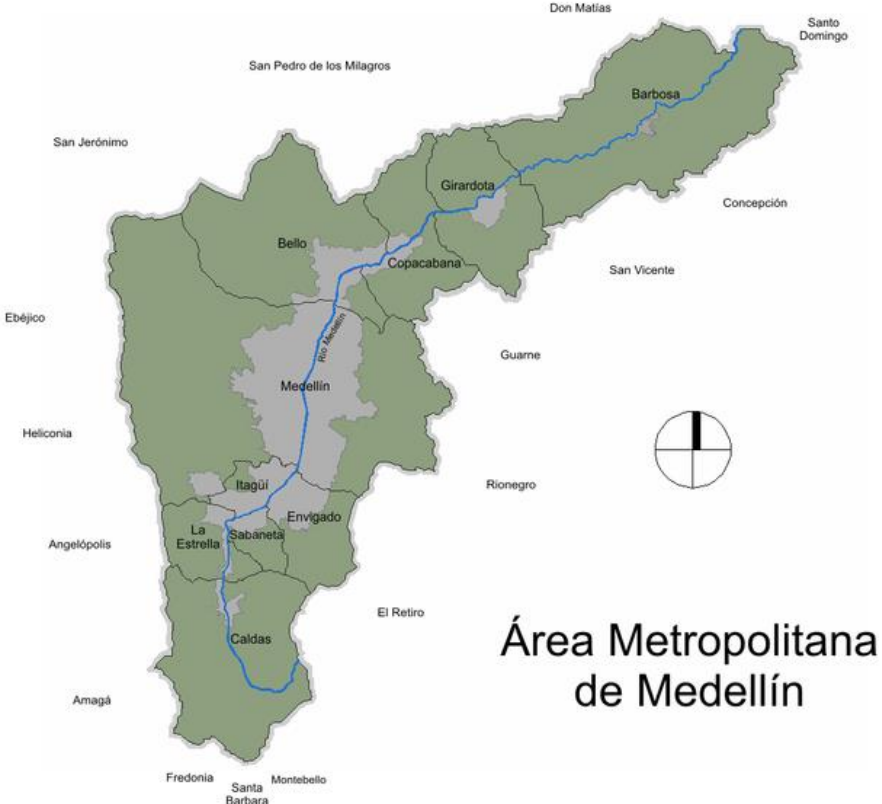 Don Matías
Santo
Domingo
San Pedro de los Milagros
Barbosa
San Jerónimo
Girardota
Concepción
Bello
Copacabana
San Vicente
Ebéjico
Río Medellín
Guarne
Medellín
Heliconia
Itagüí
Rionegro
Envigado
La
Estrella
Sabaneta
Angelópolis
El Retiro
Caldas
Área Metropolitana
de Medellín
Amagá
Fredonia
Santa
Barbara
Montebello